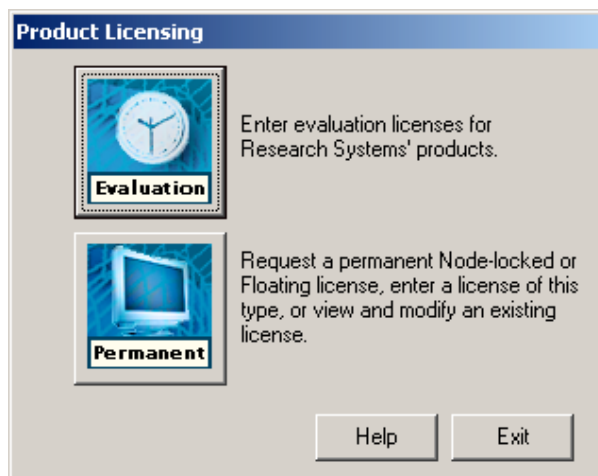 Product Licensing
Evaluation
Enter evaluation licenses for
Research Systems' products.
Permanent
Request a permanent Node-locked or
Floating license, enter a license of this
type, or view and modify an existing
license.
Help
Exit